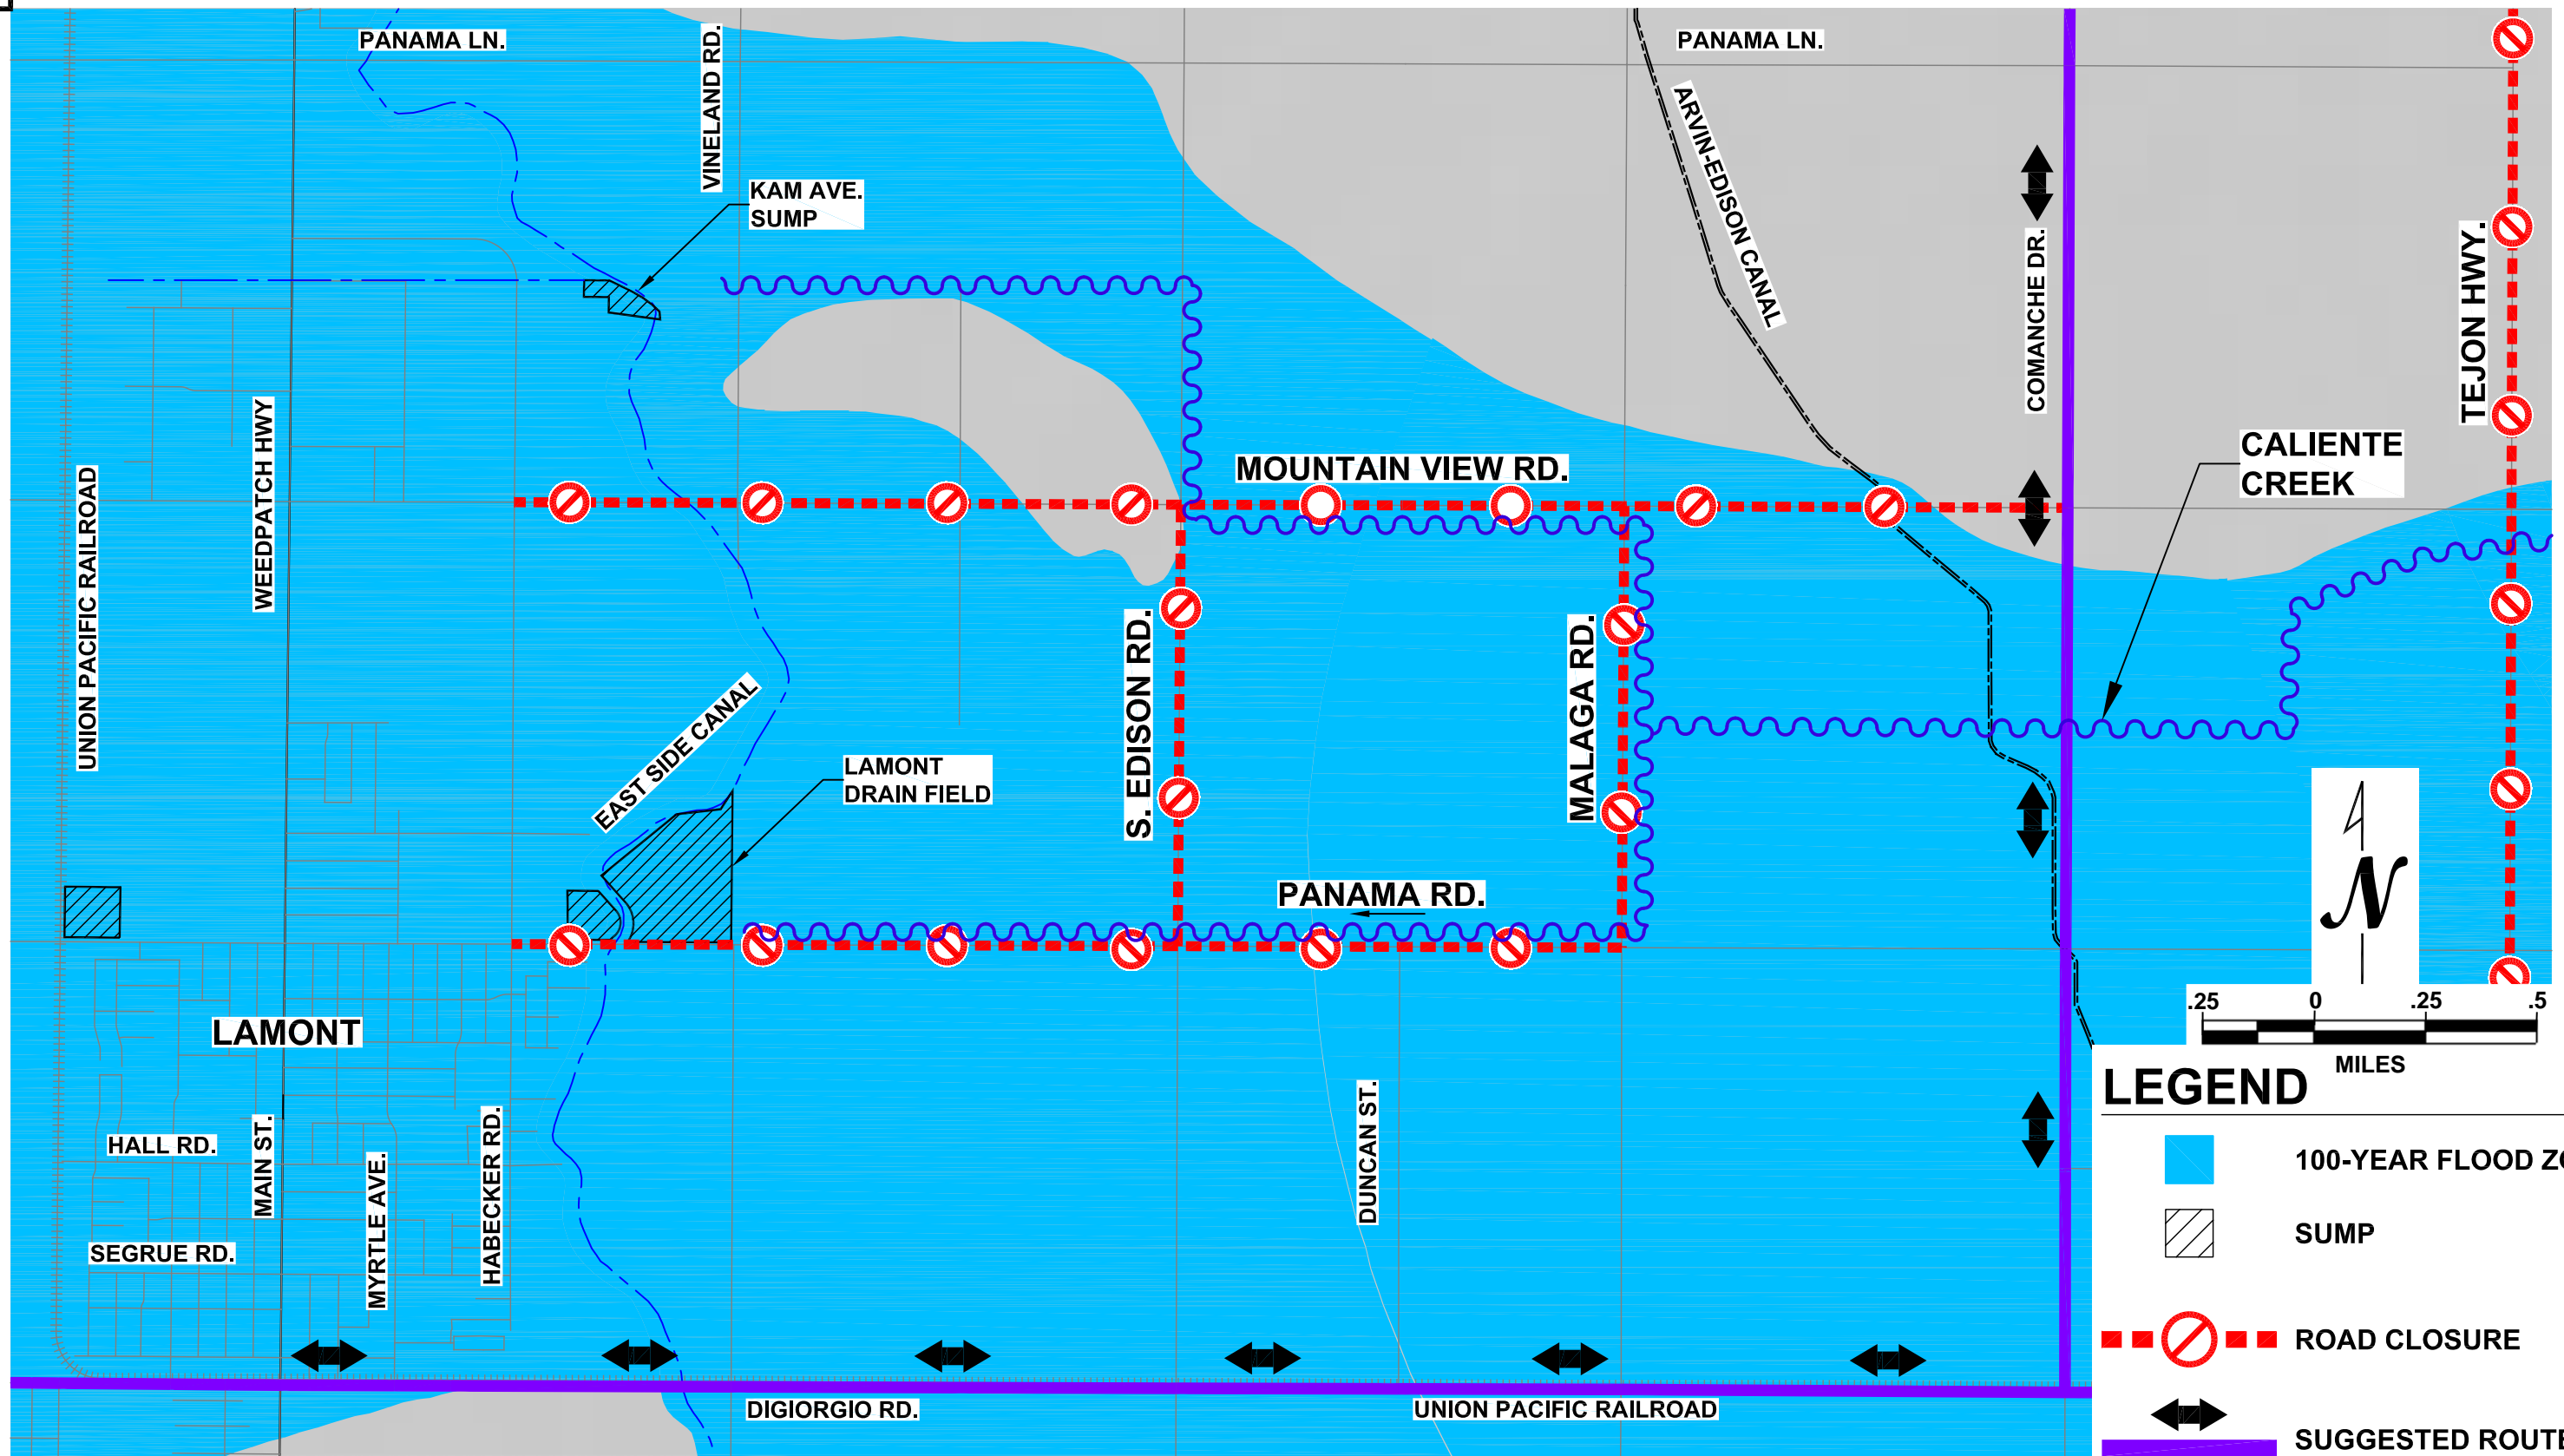 PANAMA LN.
VINELAND RD.
PANAMA LN.
ARVIN-EDISON CANAL
KAM AVE.
SUMP
COMANCHE DR.
TEJON HWY.
WEEDPATCH HWY
UNION PACIFIC RAILROAD
MOUNTAIN VIEW RD.
CALIENTE
CREEK
S. EDISON RD.
MALAGA RD.
EAST SIDE CANAL
LAMONT
DRAIN FIELD
PANAMA RD.
N
.25 0 .25 .5
MILES
LAMONT
HALL RD.
MAIN ST.
MYRTLE AVE.
HABECKER RD.
DUNCAN ST.
SEGRUE RD.
DIGIORGIO RD.
UNION PACIFIC RAILROAD
LEGEND
100-YEAR FLOOD
SUMP
ROAD CLOSURE
SUGGESTED ROUTE